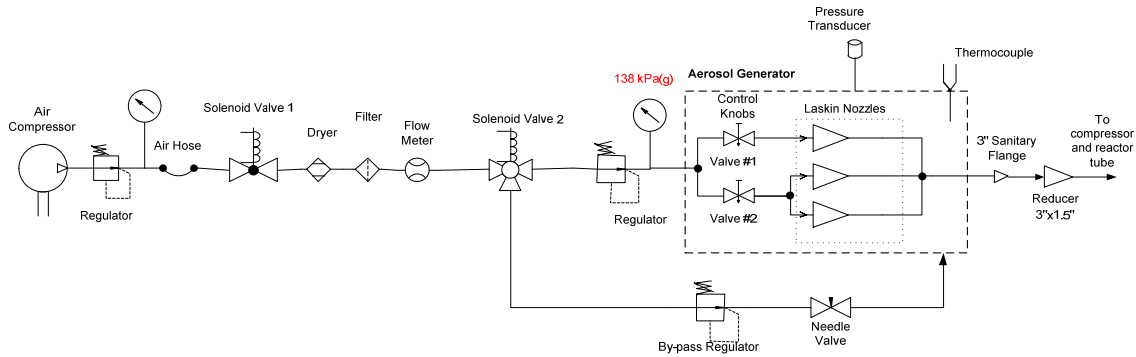 Pressure
Transducer
Thermocouple
138 kPa(g)
Aerosol Generator
Air
Compressor
Solenoid Valve 1
Air Hose
Dryer
Filter
Flow
Meter
Solenoid Valve 2
Control
Knobs
Laskin Nozzles
To
compressor
and reactor
tube
3" Sanitary
Flange
Valve #1
Regulator
Regulator
Valve #2
Reducer
3"x1.5"
By-pass Regulator
Needle
Valve